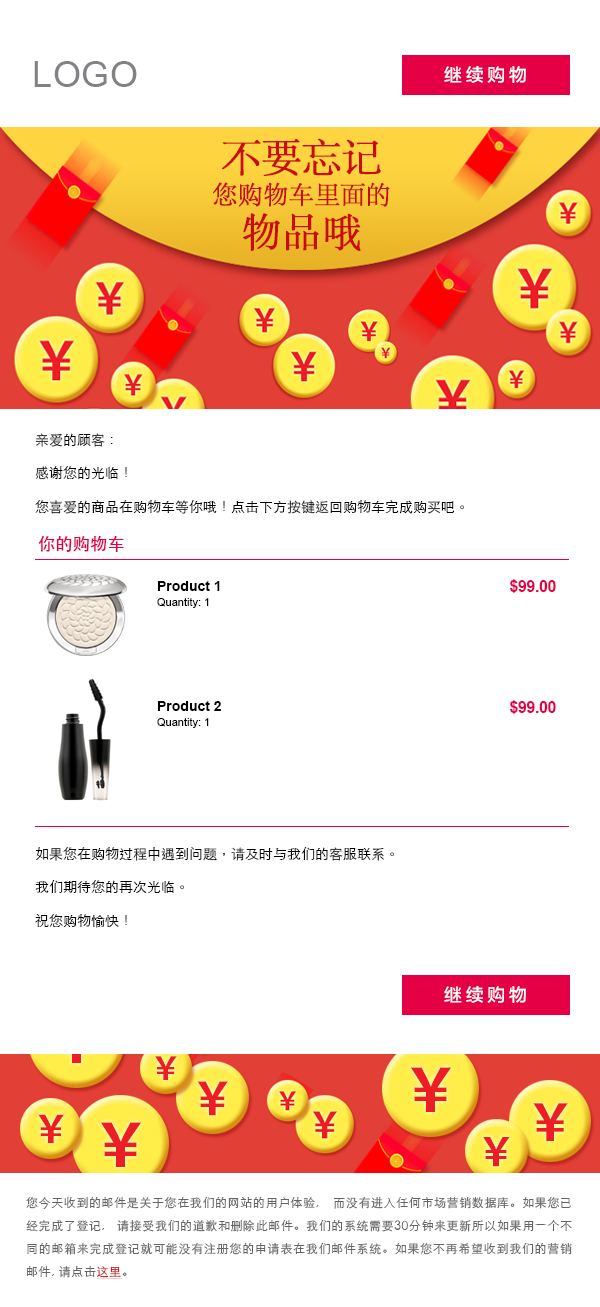 LOGO
继续购物
不要忘记
您购物车里面的
物品哦
¥
¥
¥
¥
¥
¥
¥
¥
¥
¥
¥
¥
¥
亲爱的顾客：
感谢您的光临！
您喜爱的商品在购物车等你哦！点击下方按键返回购物车完成购买吧。
你的购物车
Product 1
$99.00
Quantity: 1
Product 2
$99.00
Quantity: 1
如果您在购物过程中遇到问题，请及时与我们的客服联系。
我们期待您的再次光临。
祝您购物愉快！
继续购物
¥
¥
¥
¥
¥
¥
¥
¥
¥
您今天收到的邮件是关于您在我们的网站的用户体验， 而没有进入任何市场营销数据库。如果您已
经完成了登记， 请接受我们的道歉和删除此邮件。我们的系统需要30分钟来更新所以如果用一个不
同的邮箱来完成登记就可能没有注册您的申请表在我们邮件系统。如果您不再希望收到我们的营销
邮件, 请点击这里。